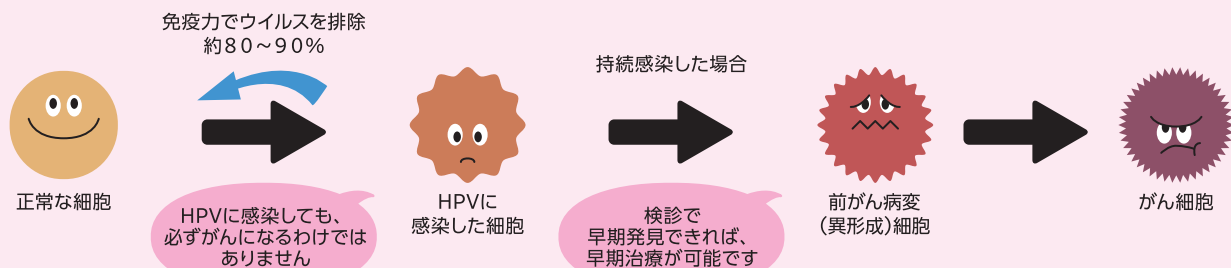 免疫力でウイルスを排除
約80～90%
持続感染した場合
正常な細胞
HPVに感染しても、
必ずがんになるわけでは
ありません
HPVに
感染した細胞
検診で
早期発見できれば、
早期治療が可能です
前がん病変
(異形成)細胞
がん細胞